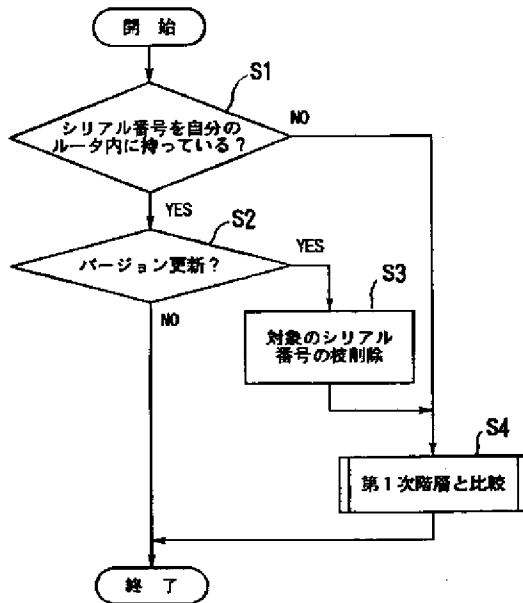 開 始
S1
シリアル番号を自分の
ルータ内に持っている？
NO
YES
S2
バージョン更新？
YES
NO
S3
対象のシリアル
番号の枝削除
S4
第１次階層と比較
終 了